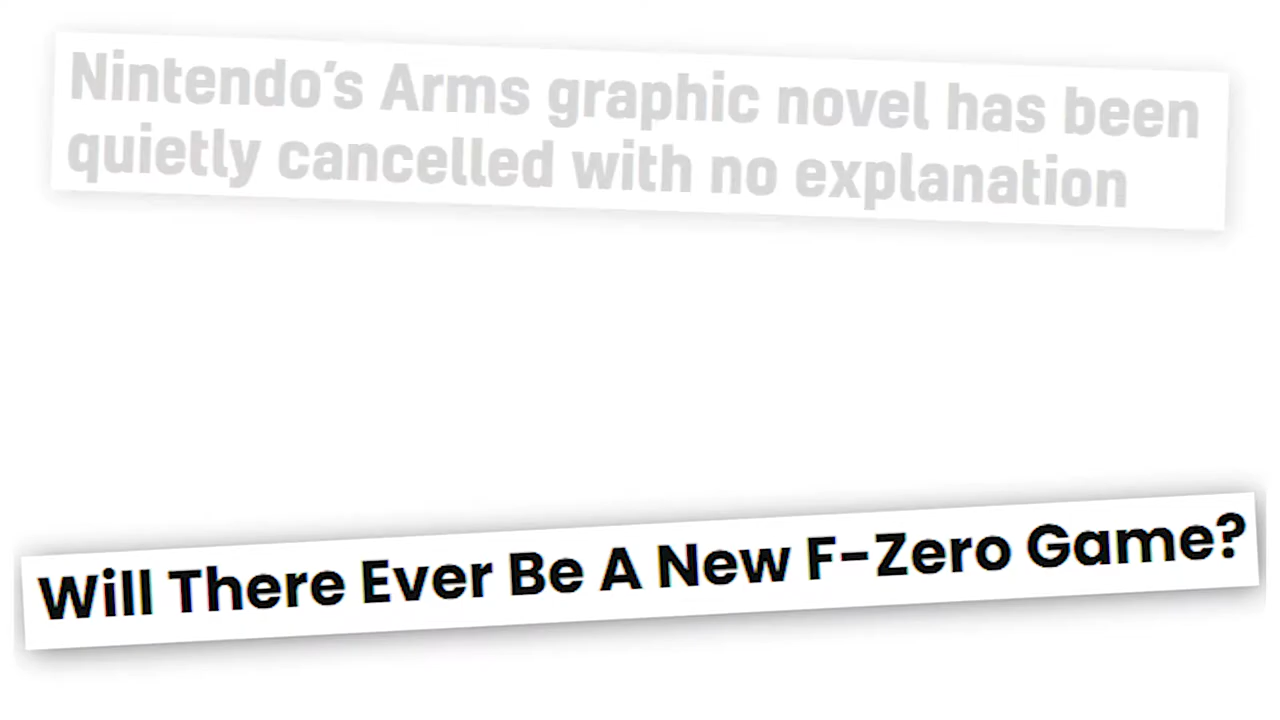 Nintendo’s Arms graphic novel has been
quietly cancelled with no explanation
Will There Ever Be A New F-Zero Game?